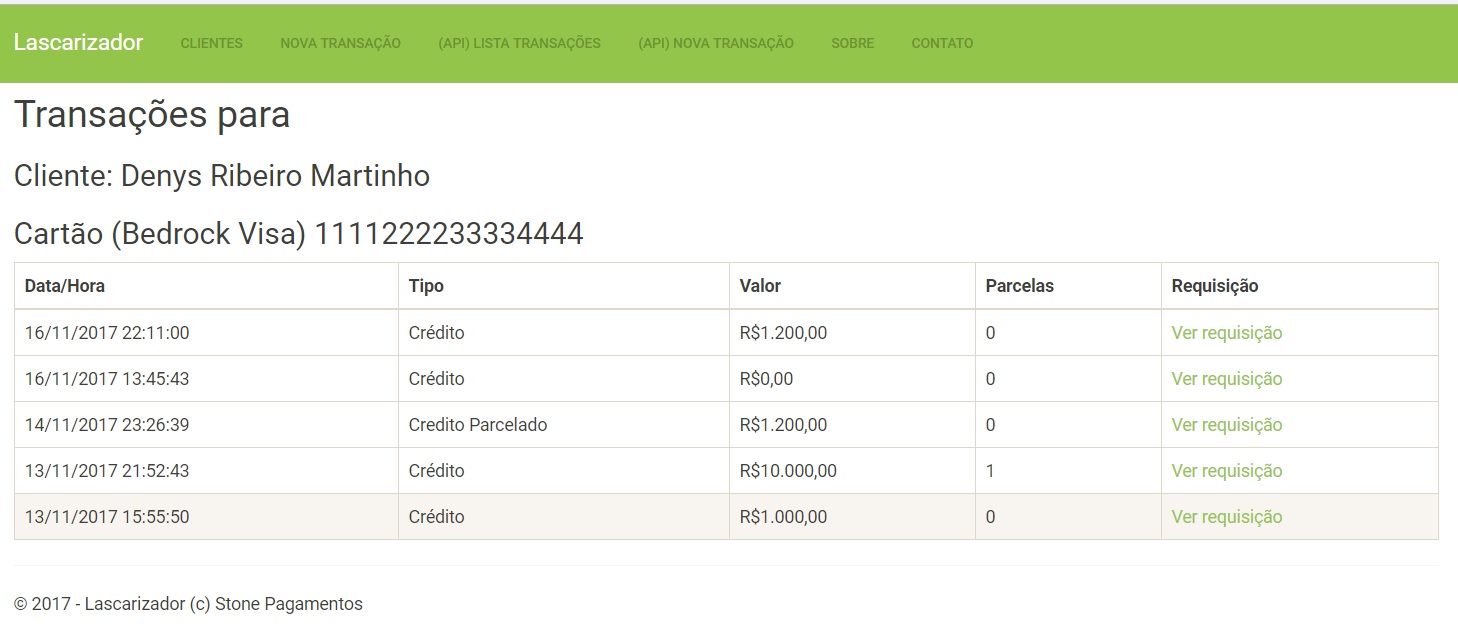 Lascarizador CLIENTES NOVA TRANSAÇÃO (API) LISTA TRANSAÇÕES (API) NOVA TRANSAÇÃO SOBRE CONTATO
Transações para
Cliente: Denys Ribeiro Martinho
Cartão (Bedrock Visa) 1111222233334444
Data/Hora Tipo Valor Parcelas Requisição
16/11/2017 22:11:00 Crédito R$1.200,00 0 Ver requisição
16/11/2017 13:45:43 Crédito R$0,00 0 Ver requisição
14/11/2017 23:26:39 Credito Parcelado R$1.200,00 0 Ver requisição
13/11/2017 21:52:43 Crédito R$10.000,00 1 Ver requisição
13/11/2017 15:55:50 Crédito R$1.000,00 0 Ver requisição
© 2017 - Lascarizador (c) Stone Pagamentos